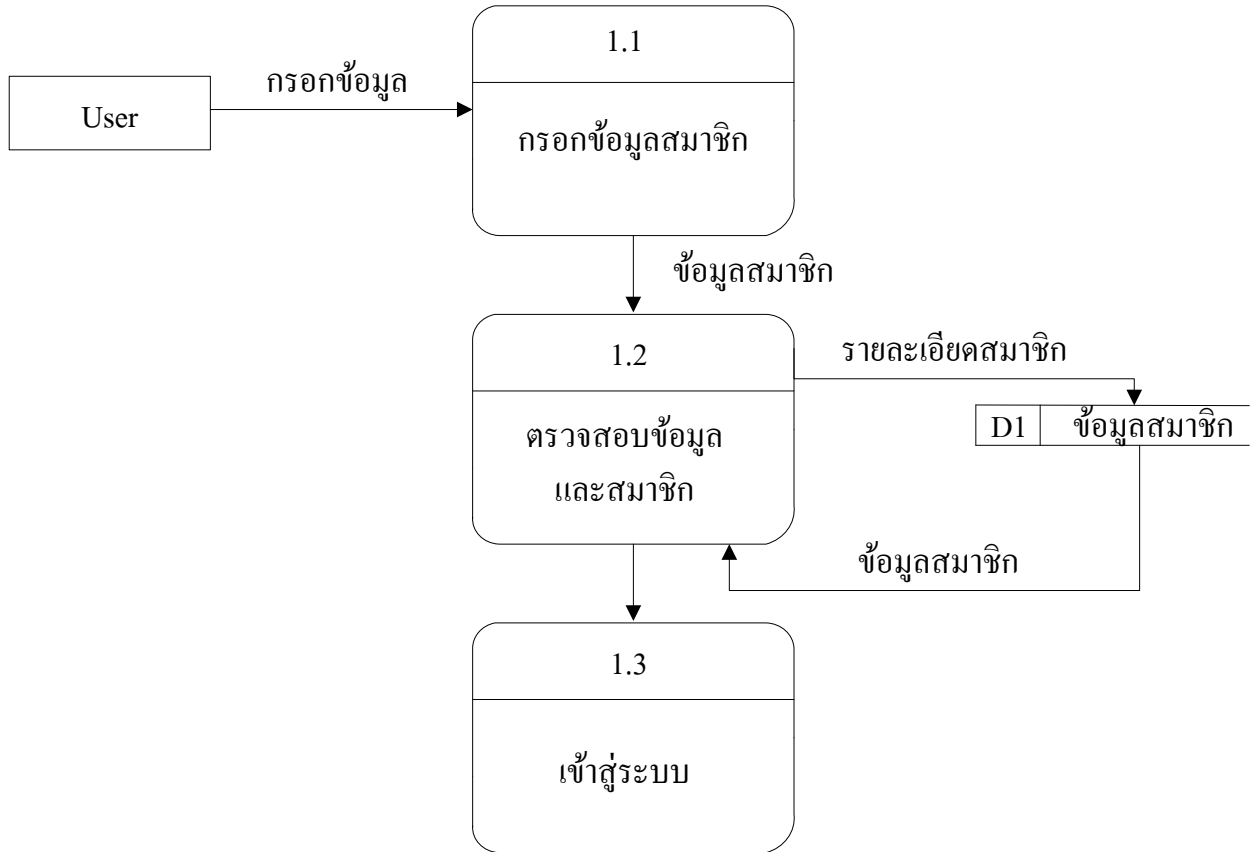 1.1
กรอกข้อมูล
User
กรอกข้อมูลสมาชิก
ข้อมูลสมาชิก
1.2
รายละเอียดสมาชิก
D1 ข้อมูลสมาชิก
ตรวจสอบข้อมูล
และสมาชิก
ข้อมูลสมาชิก
1.3
เข้าสู่ระบบ